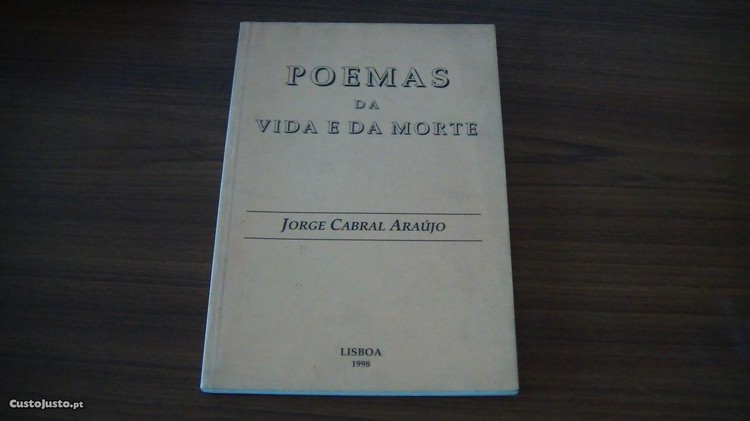 POEMAS
DA
VIDA E DA MORTE
JORGE CABRAL ARAÚJO
LISBOA
1998
CustoJusto.pt